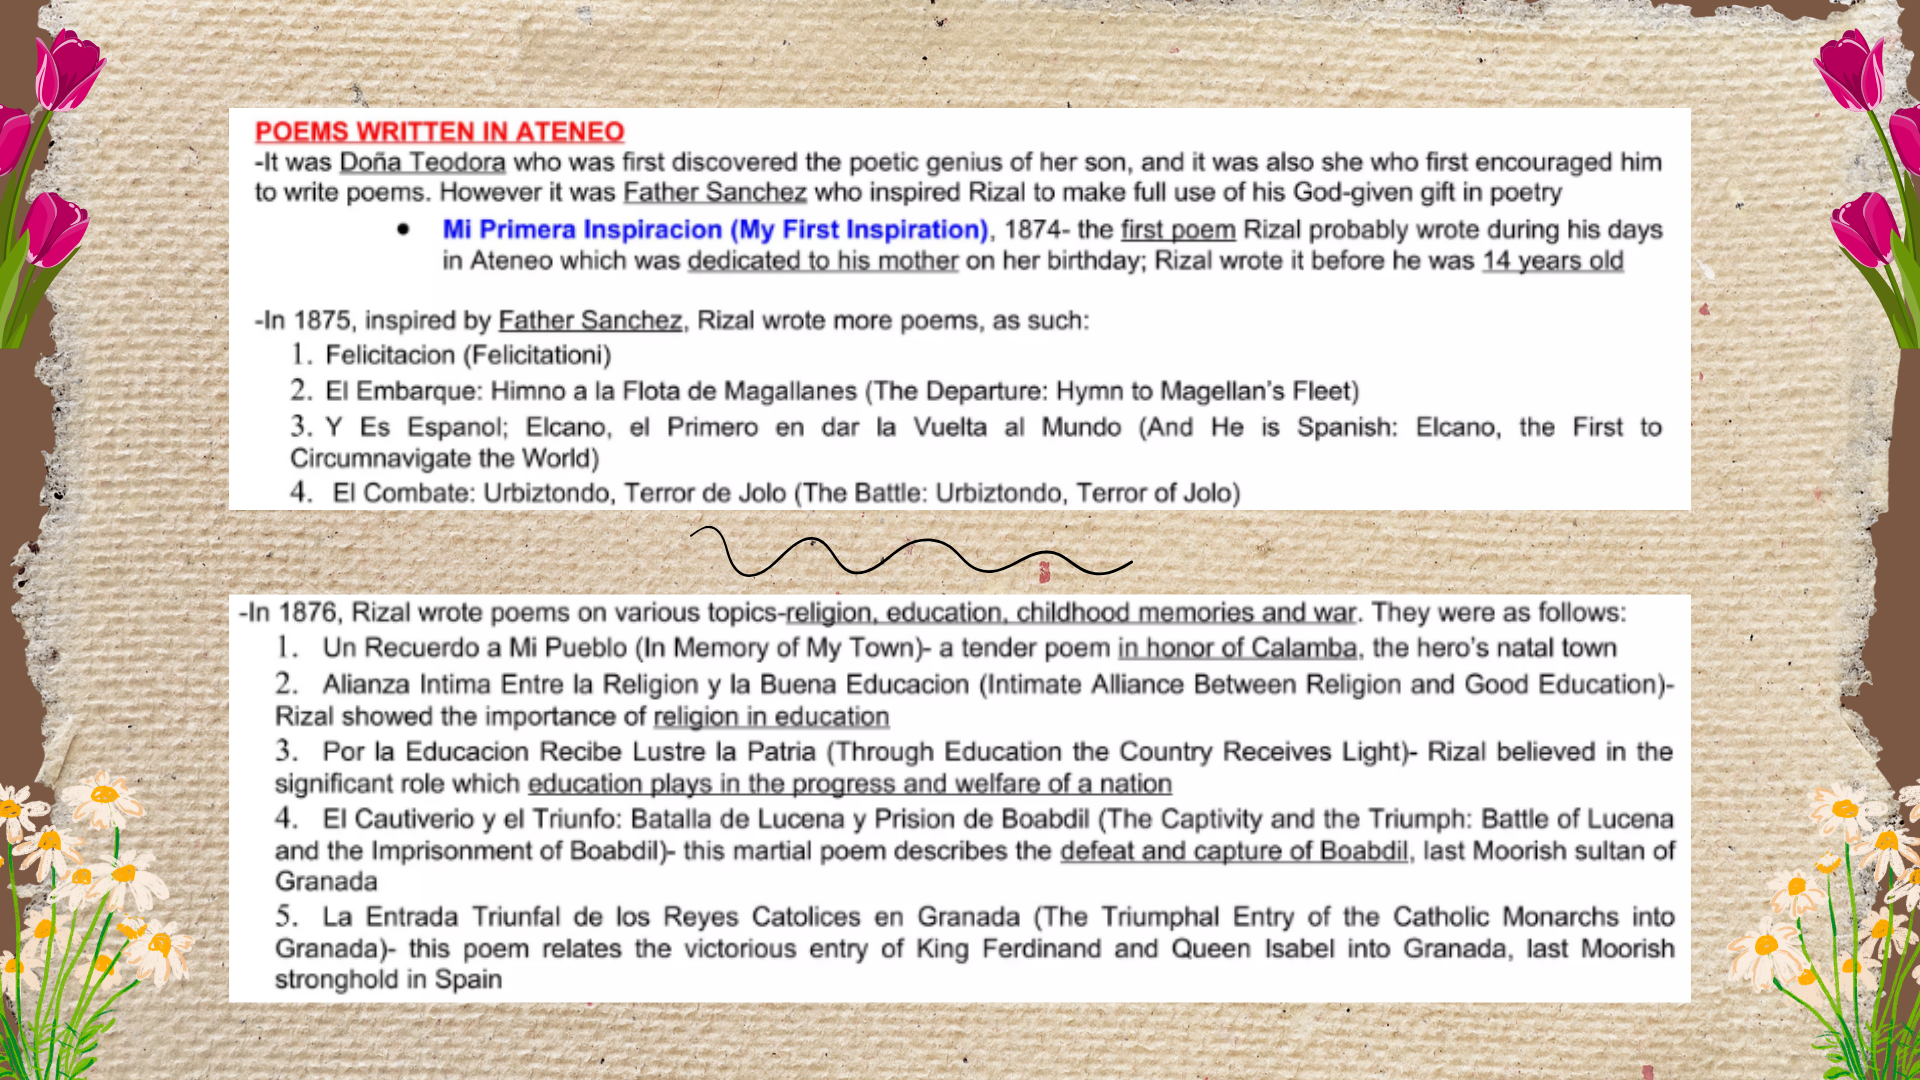 POEMS WRITTEN IN ATENEO
-It was Doña Teodora who was first discovered the poetic genius of her son, and it was also she who first encouraged him
to write poems. However it was Father Sanchez who inspired Rizal to make full use of his God-given gift in poetry
● Mi Primera Inspiracion (My First Inspiration), 1874- the first poem Rizal probably wrote during his days
in Ateneo which was dedicated to his mother on her birthday; Rizal wrote it before he was 14 years old
-In 1875, inspired by Father Sanchez, Rizal wrote more poems, as such:
1. Felicitacion (Felicitationi)
2. El Embarque: Himno a la Flota de Magallanes (The Departure: Hymn to Magellan's Fleet)
3. Y Es Espanol; Elcano, el Primero en dar la Vuelta al Mundo (And He is Spanish: Elcano, the First to
Circumnavigate the World)
4. El Combate: Urbiztondo, Terror de Jolo (The Battle: Urbiztondo, Terror of Jolo)
-In 1876, Rizal wrote poems on various topics-religion, education, childhood memories and war. They were as follows:
1. Un Recuerdo a Mi Pueblo (In Memory of My Town)- a tender poem in honor of Calamba, the hero's natal town
2. Alianza Intima Entre la Religion y la Buena Educacion (Intimate Alliance Between Religion and Good Education)-
Rizal showed the importance of religion in education
3. Por la Educacion Recibe Lustre la Patria (Through Education the Country Receives Light)- Rizal believed in the
significant role which education plays in the progress and welfare of a nation
4. El Cautiverio y el Triunfo: Batalla de Lucena y Prision de Boabdil (The Captivity and the Triumph: Battle of Lucena
and the Imprisonment of Boabdil)- this martial poem describes the defeat and capture of Boabdil, last Moorish sultan of
Granada
5. La Entrada Triunfal de los Reyes Catolices en Granada (The Triumphal Entry of the Catholic Monarchs into
Granada)- this poem relates the victorious entry of King Ferdinand and Queen Isabel into Granada, last Moorish
stronghold in Spain